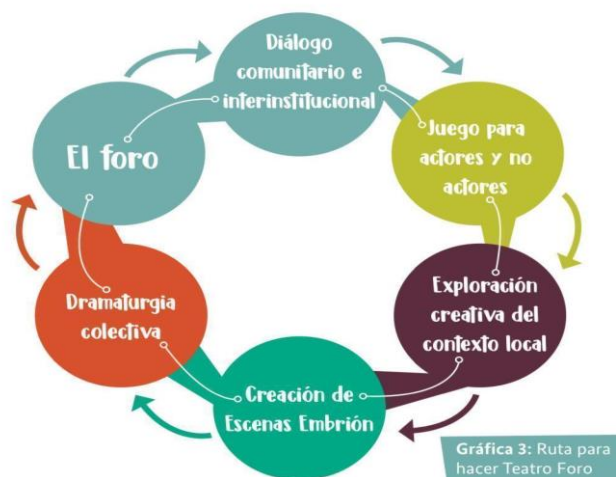 Diálogo
comunitario e
interinstitucional
Juego para
actores y no
actores
Exploración
creativa del
contexto local
Creación de
Escenas Embrión
Dramaturgia
colectiva
El foro
Gráfica 3: Ruta para
hacer Teatro Foro